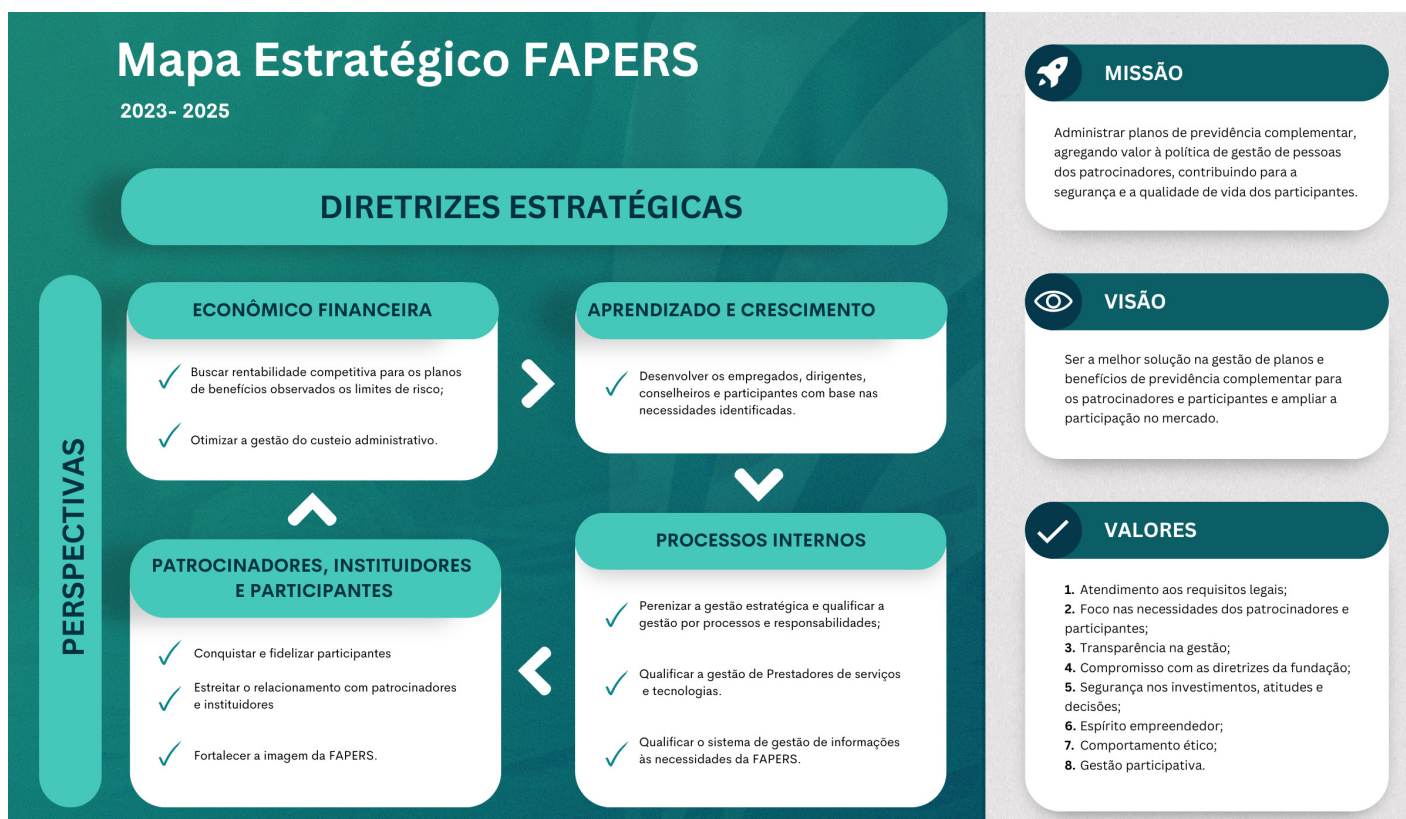 Mapa Estratégico FAPERS
2023- 2025
DIRETRIZES ESTRATÉGICAS
PERSPECTIVAS
ECONÔMICO FINANCEIRA
Buscar rentabilidade competitiva para os planos
de benefícios observados os limites de risco;
Otimizar a gestão do custeio administrativo.
APRENDIZADO E CRESCIMENTO
Desenvolver os empregados, dirigentes,
conselheiros e participantes com base nas
necessidades identificadas.
PROCESSOS INTERNOS
Perenizar a gestão estratégica e qualificar a
gestão por processos e responsabilidades;
Qualificar a gestão de Prestadores de serviços
e tecnologias.
Qualificar o sistema de gestão de informações
às necessidades da FAPERS.
PATROCINADORES, INSTITUIDORES
E PARTICIPANTES
Conquistar e fidelizar participantes
Estreitar o relacionamento com patrocinadores
e instituidores
Fortalecer a imagem da FAPERS.
MISSÃO
Administrar planos de previdência complementar,
agregando valor à política de gestão de pessoas
dos patrocinadores, contribuindo para a
segurança e a qualidade de vida dos participantes.
VISÃO
Ser a melhor solução na gestão de planos e
benefícios de previdência complementar para
os patrocinadores e participantes e ampliar a
participação no mercado.
VALORES
1. Atendimento aos requisitos legais;
2. Foco nas necessidades dos patrocinadores e
participantes;
3. Transparência na gestão;
4. Compromisso com as diretrizes da fundação;
5. Segurança nos investimentos, atitudes e
decisões;
6. Espírito empreendedor;
7. Comportamento ético;
8. Gestão participativa.